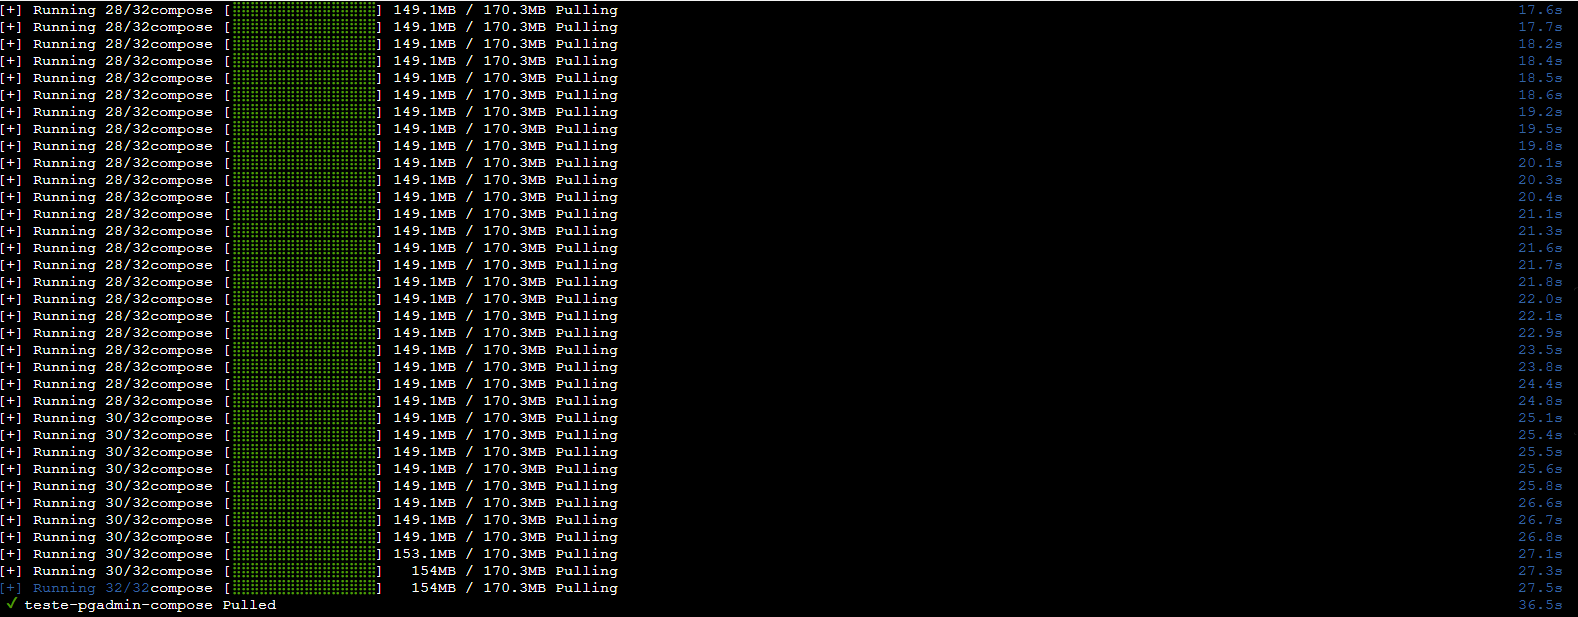 [+] Running 28/32compose [⣿⣿⣿⣿⣿⣿⣿⣿⣿⣿⣿⣿⣿⣿⣿⣿] 149.1MB / 170.3MB Pulling 17.6s
[+] Running 28/32compose [⣿⣿⣿⣿⣿⣿⣿⣿⣿⣿⣿⣿⣿⣿⣿⣿] 149.1MB / 170.3MB Pulling 17.7s
[+] Running 28/32compose [⣿⣿⣿⣿⣿⣿⣿⣿⣿⣿⣿⣿⣿⣿⣿⣿] 149.1MB / 170.3MB Pulling 18.2s
[+] Running 28/32compose [⣿⣿⣿⣿⣿⣿⣿⣿⣿⣿⣿⣿⣿⣿⣿⣿] 149.1MB / 170.3MB Pulling 18.4s
[+] Running 28/32compose [⣿⣿⣿⣿⣿⣿⣿⣿⣿⣿⣿⣿⣿⣿⣿⣿] 149.1MB / 170.3MB Pulling 18.5s
[+] Running 28/32compose [⣿⣿⣿⣿⣿⣿⣿⣿⣿⣿⣿⣿⣿⣿⣿⣿] 149.1MB / 170.3MB Pulling 18.6s
[+] Running 28/32compose [⣿⣿⣿⣿⣿⣿⣿⣿⣿⣿⣿⣿⣿⣿⣿⣿] 149.1MB / 170.3MB Pulling 19.2s
[+] Running 28/32compose [⣿⣿⣿⣿⣿⣿⣿⣿⣿⣿⣿⣿⣿⣿⣿⣿] 149.1MB / 170.3MB Pulling 19.5s
[+] Running 28/32compose [⣿⣿⣿⣿⣿⣿⣿⣿⣿⣿⣿⣿⣿⣿⣿⣿] 149.1MB / 170.3MB Pulling 19.8s
[+] Running 28/32compose [⣿⣿⣿⣿⣿⣿⣿⣿⣿⣿⣿⣿⣿⣿⣿⣿] 149.1MB / 170.3MB Pulling 20.1s
[+] Running 28/32compose [⣿⣿⣿⣿⣿⣿⣿⣿⣿⣿⣿⣿⣿⣿⣿⣿] 149.1MB / 170.3MB Pulling 20.3s
[+] Running 28/32compose [⣿⣿⣿⣿⣿⣿⣿⣿⣿⣿⣿⣿⣿⣿⣿⣿] 149.1MB / 170.3MB Pulling 20.4s
[+] Running 28/32compose [⣿⣿⣿⣿⣿⣿⣿⣿⣿⣿⣿⣿⣿⣿⣿⣿] 149.1MB / 170.3MB Pulling 21.1s
[+] Running 28/32compose [⣿⣿⣿⣿⣿⣿⣿⣿⣿⣿⣿⣿⣿⣿⣿⣿] 149.1MB / 170.3MB Pulling 21.3s
[+] Running 28/32compose [⣿⣿⣿⣿⣿⣿⣿⣿⣿⣿⣿⣿⣿⣿⣿⣿] 149.1MB / 170.3MB Pulling 21.6s
[+] Running 28/32compose [⣿⣿⣿⣿⣿⣿⣿⣿⣿⣿⣿⣿⣿⣿⣿⣿] 149.1MB / 170.3MB Pulling 21.7s
[+] Running 28/32compose [⣿⣿⣿⣿⣿⣿⣿⣿⣿⣿⣿⣿⣿⣿⣿⣿] 149.1MB / 170.3MB Pulling 21.8s
[+] Running 28/32compose [⣿⣿⣿⣿⣿⣿⣿⣿⣿⣿⣿⣿⣿⣿⣿⣿] 149.1MB / 170.3MB Pulling 22.0s
[+] Running 28/32compose [⣿⣿⣿⣿⣿⣿⣿⣿⣿⣿⣿⣿⣿⣿⣿⣿] 149.1MB / 170.3MB Pulling 22.1s
[+] Running 28/32compose [⣿⣿⣿⣿⣿⣿⣿⣿⣿⣿⣿⣿⣿⣿⣿⣿] 149.1MB / 170.3MB Pulling 22.9s
[+] Running 28/32compose [⣿⣿⣿⣿⣿⣿⣿⣿⣿⣿⣿⣿⣿⣿⣿⣿] 149.1MB / 170.3MB Pulling 23.5s
[+] Running 28/32compose [⣿⣿⣿⣿⣿⣿⣿⣿⣿⣿⣿⣿⣿⣿⣿⣿] 149.1MB / 170.3MB Pulling 23.8s
[+] Running 28/32compose [⣿⣿⣿⣿⣿⣿⣿⣿⣿⣿⣿⣿⣿⣿⣿⣿] 149.1MB / 170.3MB Pulling 24.4s
[+] Running 28/32compose [⣿⣿⣿⣿⣿⣿⣿⣿⣿⣿⣿⣿⣿⣿⣿⣿] 149.1MB / 170.3MB Pulling 24.8s
[+] Running 30/32compose [⣿⣿⣿⣿⣿⣿⣿⣿⣿⣿⣿⣿⣿⣿⣿⣿] 149.1MB / 170.3MB Pulling 25.1s
[+] Running 30/32compose [⣿⣿⣿⣿⣿⣿⣿⣿⣿⣿⣿⣿⣿⣿⣿⣿] 149.1MB / 170.3MB Pulling 25.4s
[+] Running 30/32compose [⣿⣿⣿⣿⣿⣿⣿⣿⣿⣿⣿⣿⣿⣿⣿⣿] 149.1MB / 170.3MB Pulling 25.5s
[+] Running 30/32compose [⣿⣿⣿⣿⣿⣿⣿⣿⣿⣿⣿⣿⣿⣿⣿⣿] 149.1MB / 170.3MB Pulling 25.6s
[+] Running 30/32compose [⣿⣿⣿⣿⣿⣿⣿⣿⣿⣿⣿⣿⣿⣿⣿⣿] 149.1MB / 170.3MB Pulling 25.8s
[+] Running 30/32compose [⣿⣿⣿⣿⣿⣿⣿⣿⣿⣿⣿⣿⣿⣿⣿⣿] 149.1MB / 170.3MB Pulling 26.6s
[+] Running 30/32compose [⣿⣿⣿⣿⣿⣿⣿⣿⣿⣿⣿⣿⣿⣿⣿⣿] 149.1MB / 170.3MB Pulling 26.7s
[+] Running 30/32compose [⣿⣿⣿⣿⣿⣿⣿⣿⣿⣿⣿⣿⣿⣿⣿⣿] 149.1MB / 170.3MB Pulling 26.8s
[+] Running 30/32compose [⣿⣿⣿⣿⣿⣿⣿⣿⣿⣿⣿⣿⣿⣿⣿⣿] 153.1MB / 170.3MB Pulling 27.1s
[+] Running 30/32compose [⣿⣿⣿⣿⣿⣿⣿⣿⣿⣿⣿⣿⣿⣿⣿⣿] 154MB / 170.3MB Pulling 27.3s
[+] Running 32/32compose [⣿⣿⣿⣿⣿⣿⣿⣿⣿⣿⣿⣿⣿⣿⣿⣿] 154MB / 170.3MB Pulling 27.5s
✓ teste-pgadmin-compose Pulled 36.5s